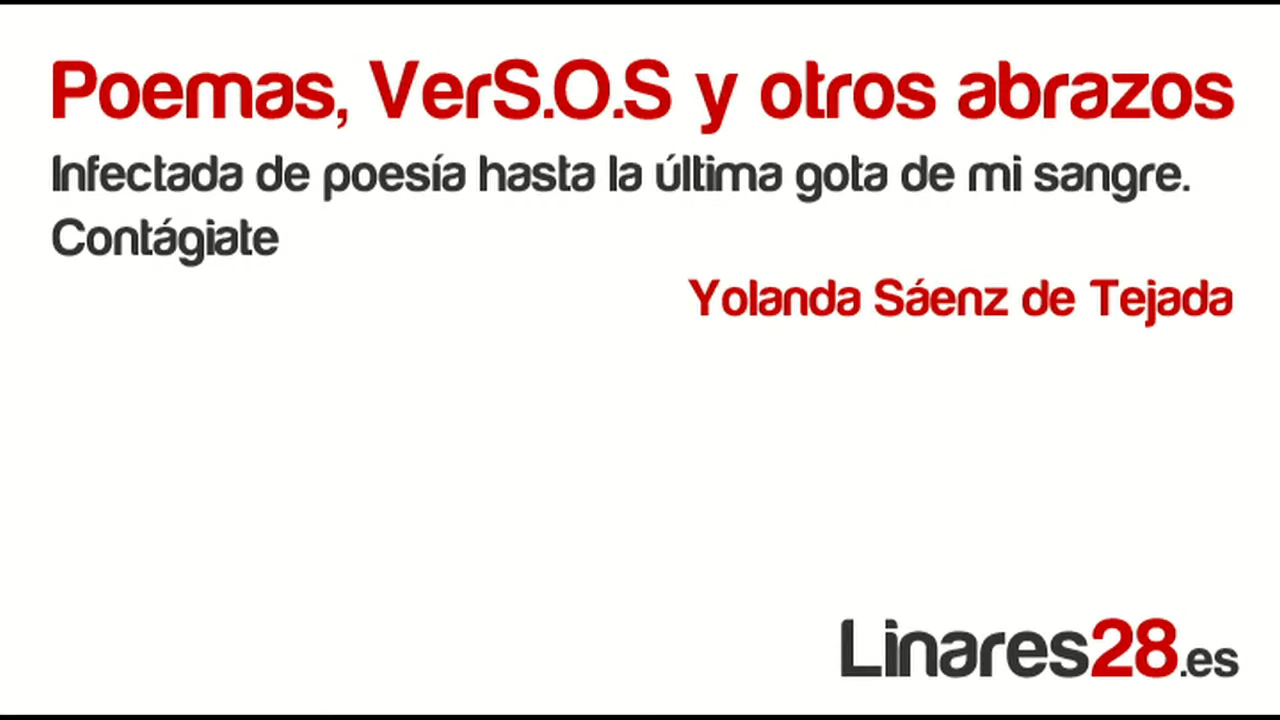 Poemas, VerS.O.S y otros abrazos
Infectada de poesía hasta la última gota de mi sangre.
Contágiate
Yolanda Sáenz de Tejada
Linares28.es